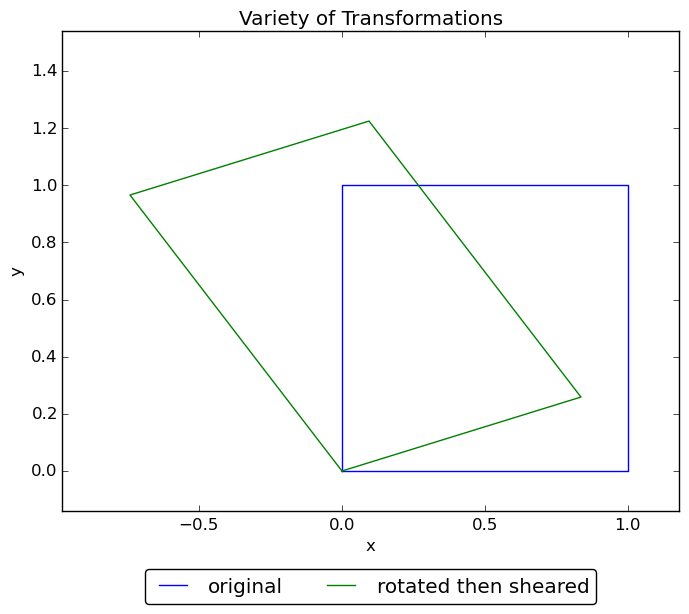 Variety of Transformations
1.4
1.2
1.0
0.8
0.6
0.4
0.2
0.0
y
−0.5 0.0 0.5 1.0
x
original rotated then sheared